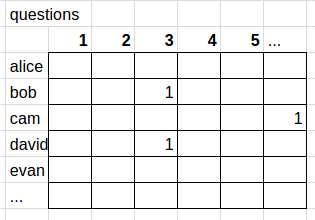 questions
1 2 3 4 5 ...
alice
bob 1
cam 1
david 1
evan
...